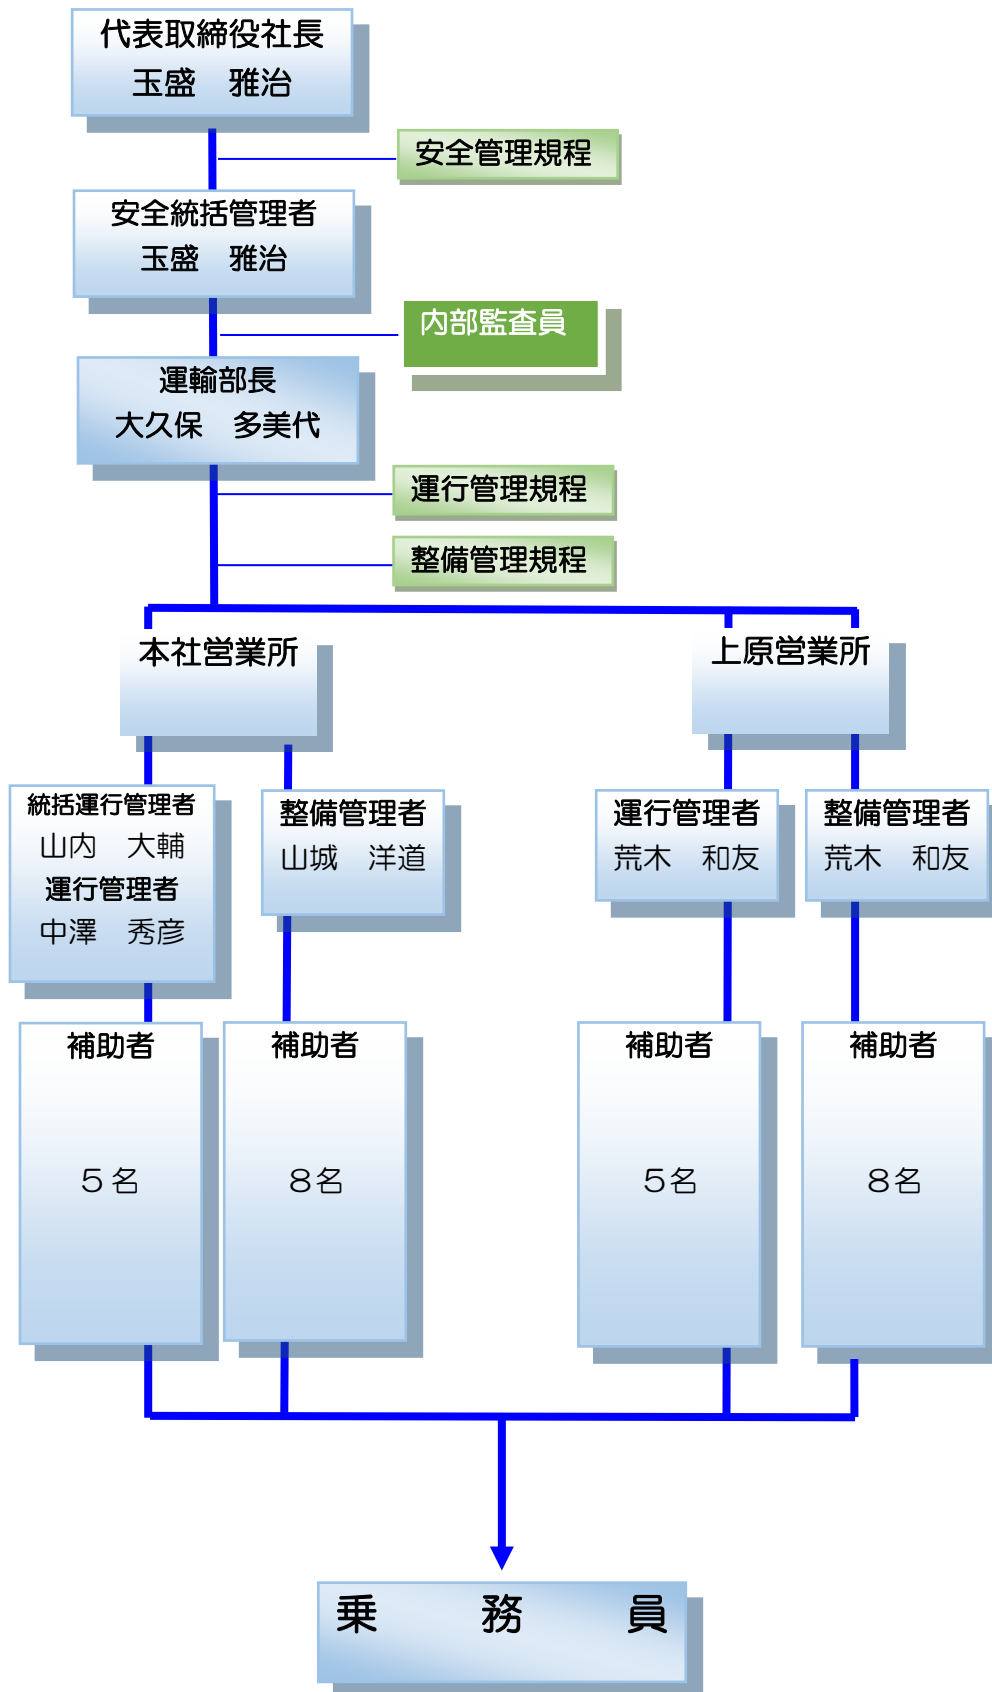 代表取締役社長
玉盛　雅治
安全管理規程
安全統括管理者
玉盛　雅治
内部監査員
運輸部長
大久保　多美代
運行管理規程
整備管理規程
本社営業所
上原営業所
統括運行管理者
山内　大輔
運行管理者
中澤　秀彦
整備管理者
山城　洋道
運行管理者
荒木　和友
整備管理者
荒木　和友
補助者
５名
補助者
８名
補助者
５名
補助者
８名
乗　務　員